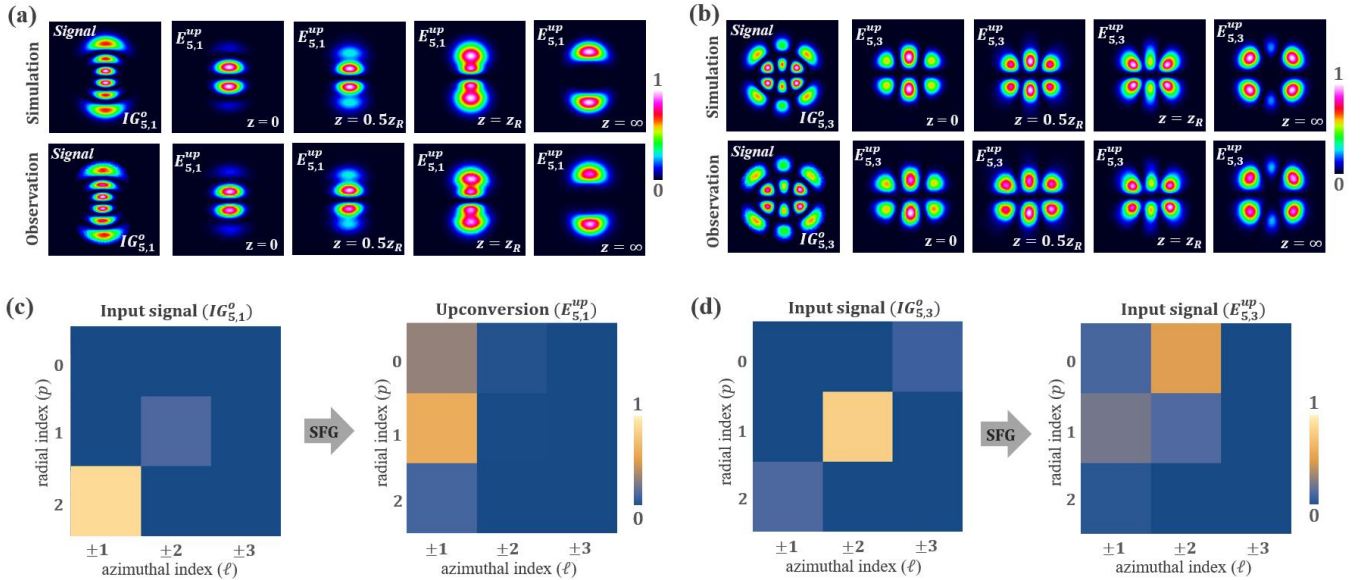 (a)
Simulation
Signal
IG^o_{5,1}
E^{up}_{5,1}
z = 0
E^{up}_{5,1}
z = 0.5z_R
E^{up}_{5,1}
z = z_R
E^{up}_{5,1}
z = ∞
1
0
Observation
Signal
IG^o_{5,1}
E^{up}_{5,1}
z = 0
E^{up}_{5,1}
z = 0.5z_R
E^{up}_{5,1}
z = z_R
E^{up}_{5,1}
z = ∞
(b)
Simulation
Signal
IG^o_{5,3}
E^{up}_{5,3}
z = 0
E^{up}_{5,3}
z = 0.5z_R
E^{up}_{5,3}
z = z_R
E^{up}_{5,3}
z = ∞
1
0
Observation
Signal
IG^o_{5,3}
E^{up}_{5,3}
z = 0
E^{up}_{5,3}
z = 0.5z_R
E^{up}_{5,3}
z = z_R
E^{up}_{5,3}
z = ∞
(c)
Input signal (IG^o_{5,1})
radial index (p)
0
1
2
±1 ±2 ±3
azimuthal index (ℓ)
SFG
Upconversion (E^{up}_{5,1})
radial index (p)
0
1
2
±1 ±2 ±3
azimuthal index (ℓ)
1
0
(d)
Input signal (IG^o_{5,3})
radial index (p)
0
1
2
±1 ±2 ±3
azimuthal index (ℓ)
SFG
Input signal (E^{up}_{5,3})
radial index (p)
0
1
2
±1 ±2 ±3
azimuthal index (ℓ)
1
0